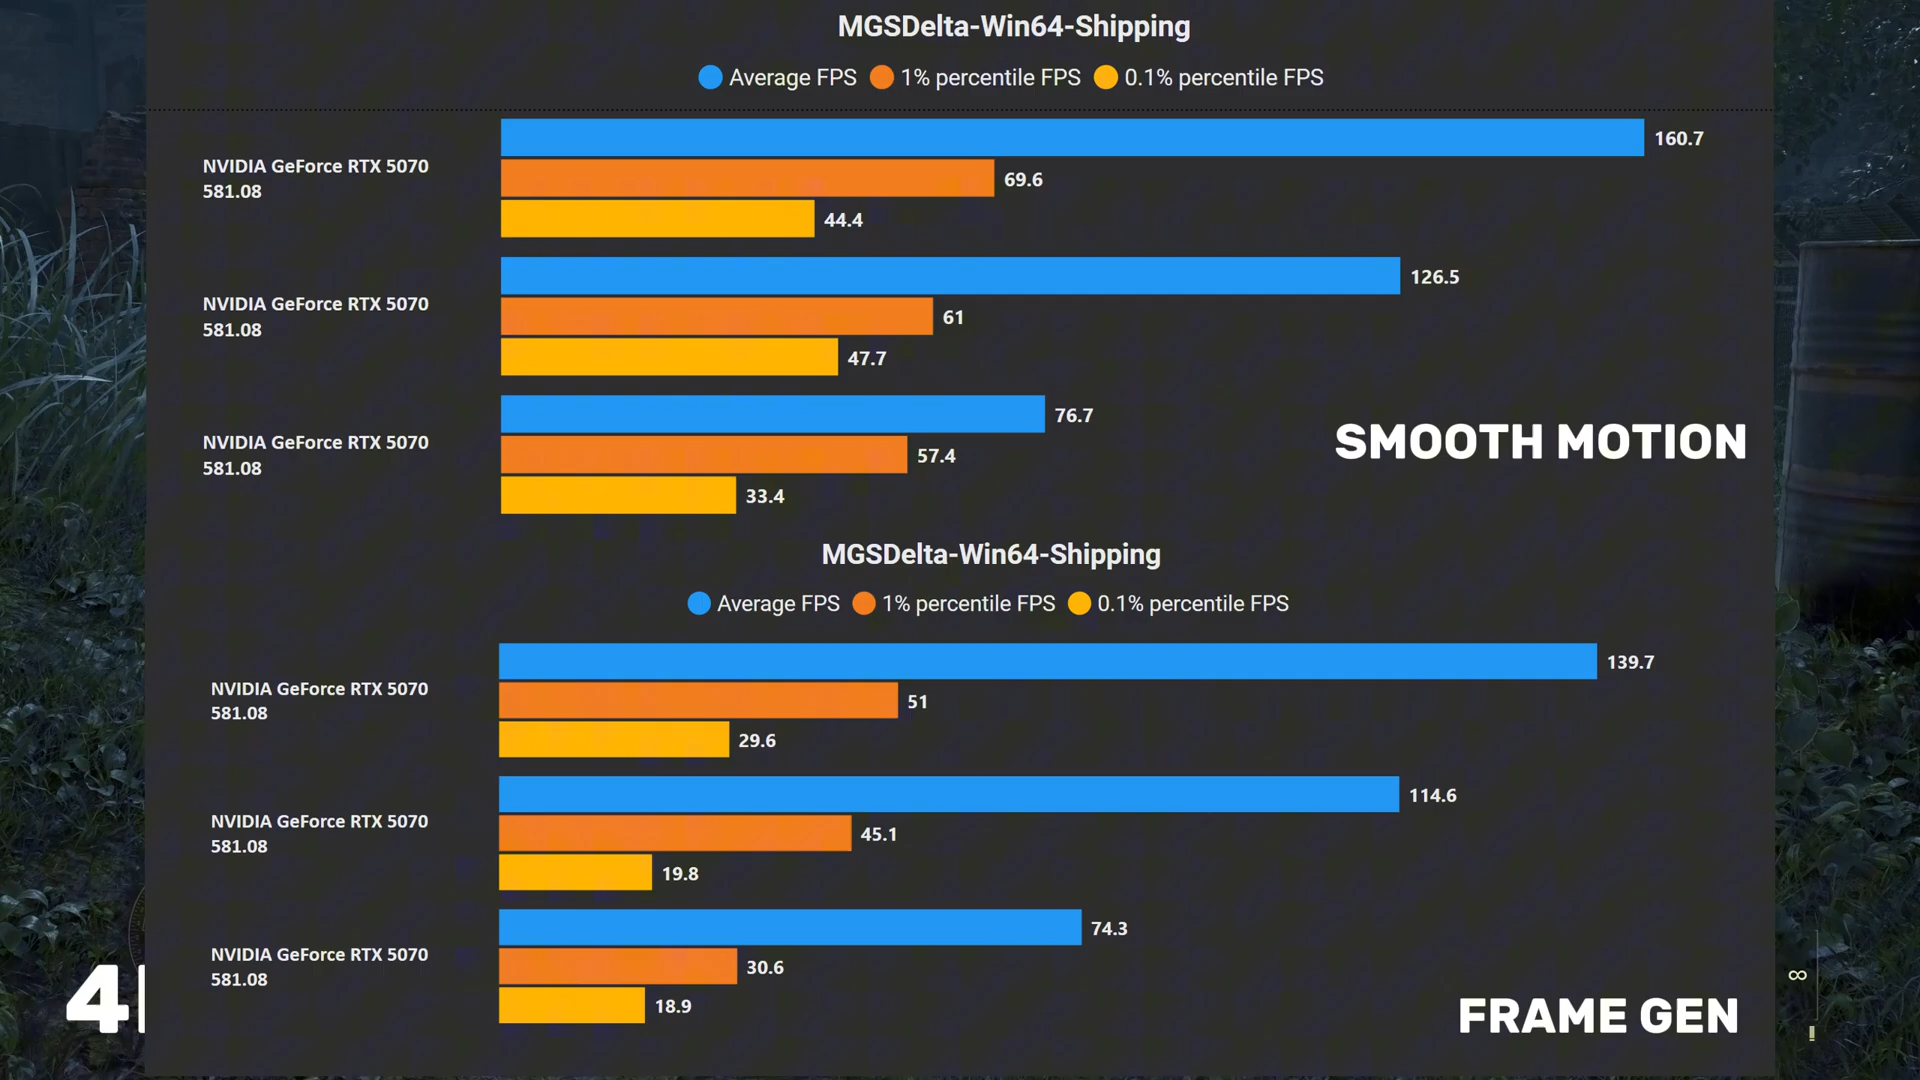 MGSDelta-Win64-Shipping
Average FPS 1% percentile FPS 0.1% percentile FPS
NVIDIA GeForce RTX 5070
581.08
160.7
69.6
44.4
NVIDIA GeForce RTX 5070
581.08
126.5
61
47.7
NVIDIA GeForce RTX 5070
581.08
76.7
57.4
33.4
SMOOTH MOTION
MGSDelta-Win64-Shipping
Average FPS 1% percentile FPS 0.1% percentile FPS
NVIDIA GeForce RTX 5070
581.08
139.7
51
29.6
NVIDIA GeForce RTX 5070
581.08
114.6
45.1
19.8
NVIDIA GeForce RTX 5070
581.08
74.3
30.6
18.9
FRAME GEN
4
∞